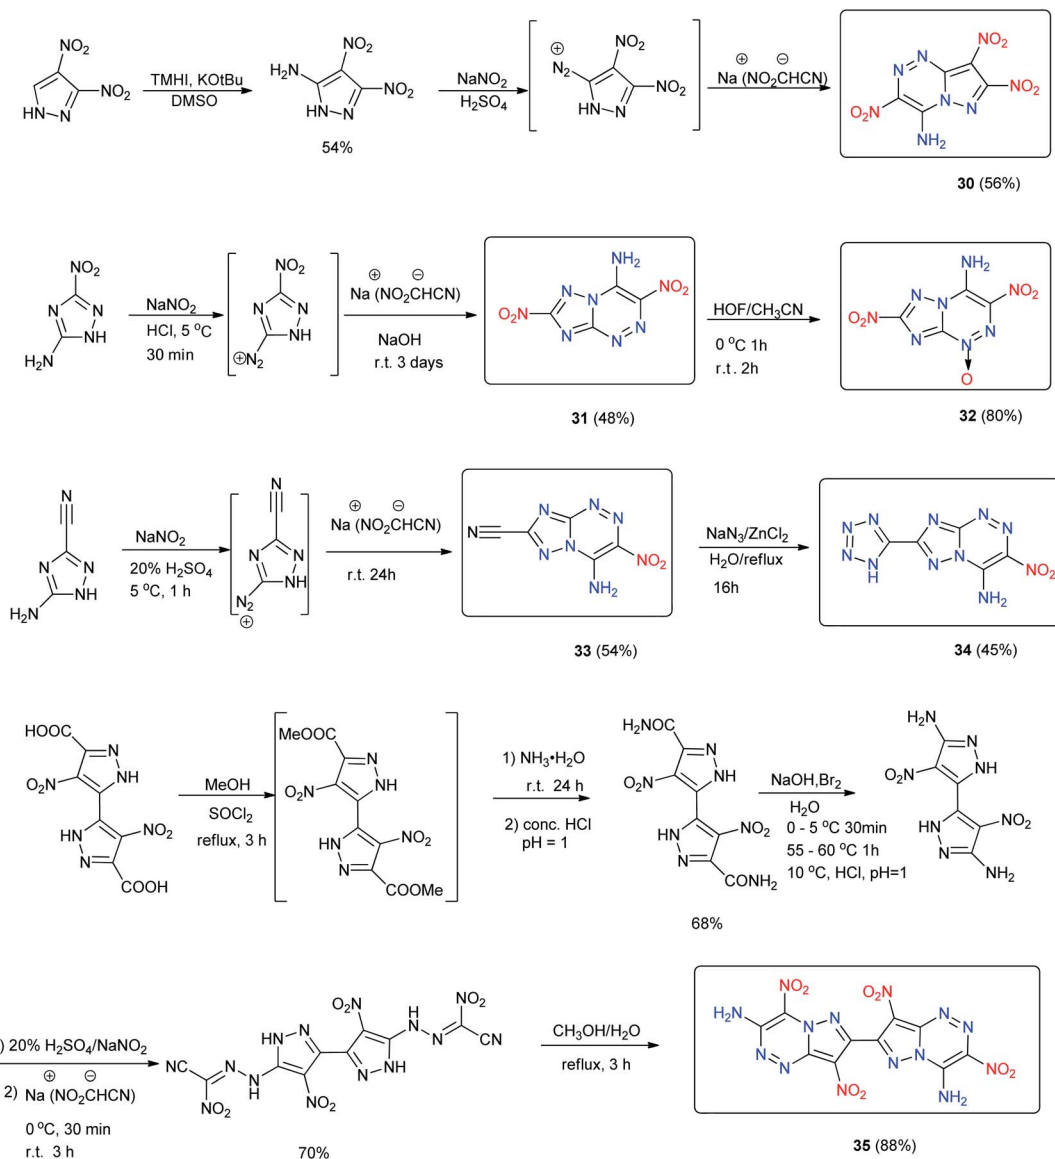 NO2
NO2
HN
N
TMHI, KOtBu
DMSO
H2N
NO2
NO2
HN
N
54%
NaNO2
H2SO4
⊕
N2
NO2
NO2
HN
N
⊕ ⊖
Na (NO2CHCN)
NO2
N
N
NO2
O2N
N
N
NH2
30 (56%)
NO2
N
N
NH
H2N
NaNO2
HCl, 5 °C
30 min
NO2
N
N
NH
⊕N2
⊕ ⊖
Na (NO2CHCN)
NaOH
r.t. 3 days
NH2
NO2
N
N
O2N
N
N
N
31 (48%)
HOF/CH3CN
0 °C 1h
r.t. 2h
NH2
NO2
N
N
O2N
N
N
N
O
32 (80%)
N
N
N
NH
H2N
NaNO2
20% H2SO4
5 °C, 1 h
N
N
N
NH
N2
⊕
⊕ ⊖
Na (NO2CHCN)
r.t. 24h
N
N
N
N
N
N
NO2
NH2
33 (54%)
NaN3/ZnCl2
H2O/reflux
16h
N
N
N
N
H
N
N
N
N
N
NO2
NH2
34 (45%)
HOOC
N
NH
NO2
HN
N
NO2
COOH
MeOH
SOCl2
reflux, 3 h
MeOOC
N
NH
O2N
HN
N
NO2
COOMe
1) NH3•H2O
r.t. 24 h
2) conc. HCl
pH = 1
H2NOC
N
NH
O2N
HN
N
NO2
CONH2
68%
NaOH,Br2
H2O
0 - 5 °C 30min
55 - 60 °C 1h
10 °C, HCl, pH=1
H2N
N
NH
O2N
HN
N
NO2
NH2
) 20% H2SO4/NaNO2
⊕ ⊖
2) Na (NO2CHCN)
0 °C, 30 min
r.t. 3 h
NC
NO2
N
N
H
HN
N
NO2
O2N
N
NH
H
N
N
NO2
CN
70%
CH3OH/H2O
reflux, 3 h
NO2
H2N
N
N
N
N
NO2
O2N
N
N
N
N
NO2
NH2
35 (88%)